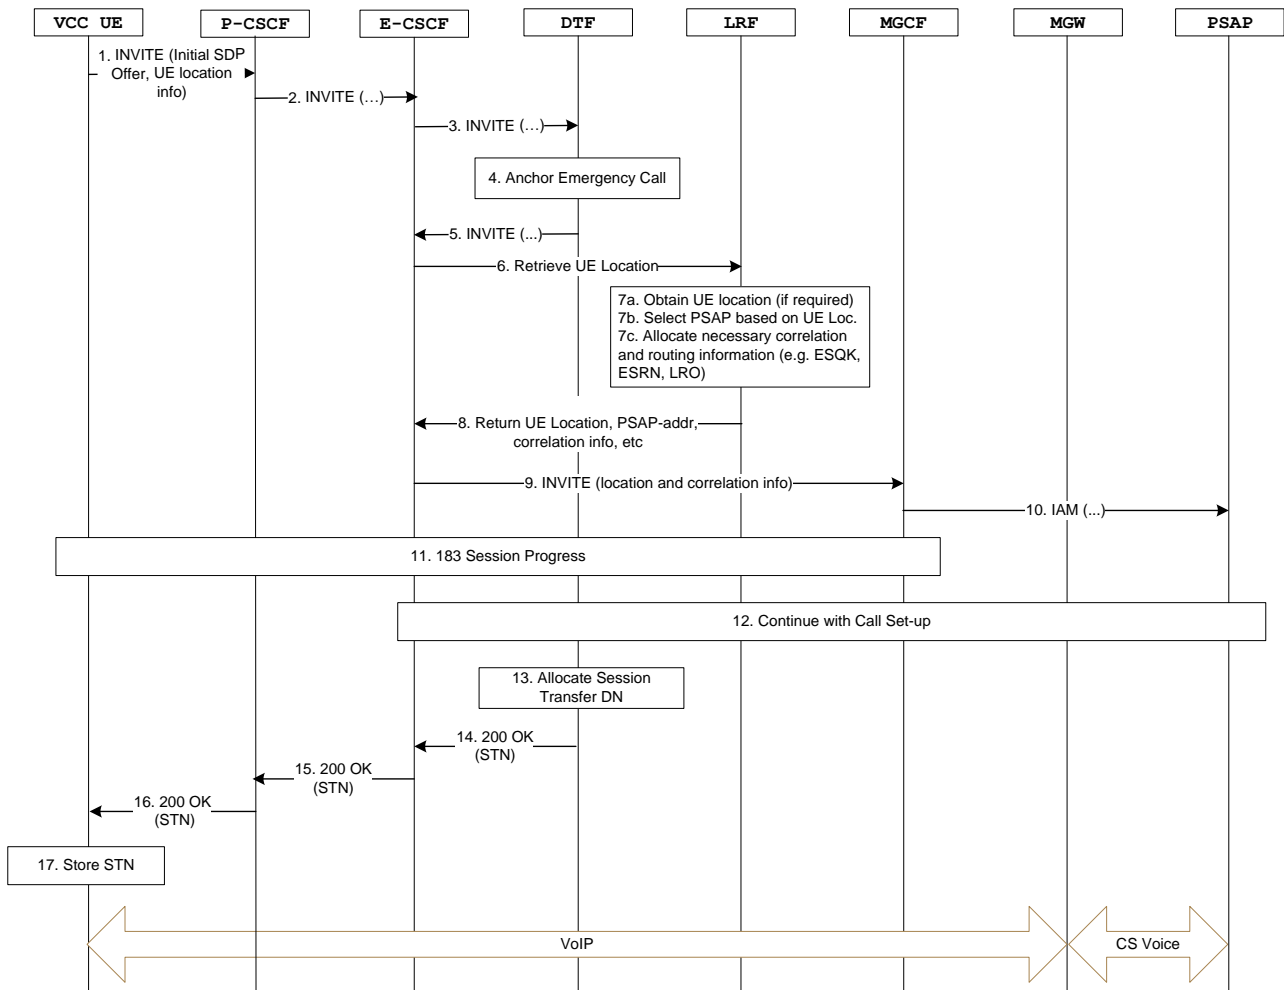 VCC UE
P-CSCF
E-CSCF
DTF
LRF
MGCF
MGW
PSAP
1. INVITE (Initial SDP
Offer, UE location
info)
2. INVITE (…)
3. INVITE (…)
4. Anchor Emergency Call
5. INVITE (...)
6. Retrieve UE Location
7a. Obtain UE location (if required)
7b. Select PSAP based on UE Loc.
7c. Allocate necessary correlation
and routing information (e.g. ESQK,
ESRN, LRO)
8. Return UE Location, PSAP-addr,
correlation info, etc
9. INVITE (location and correlation info)
10. IAM (...)
11. 183 Session Progress
12. Continue with Call Set-up
13. Allocate Session
Transfer DN
14. 200 OK
(STN)
15. 200 OK
(STN)
16. 200 OK
(STN)
17. Store STN
VoIP
CS Voice